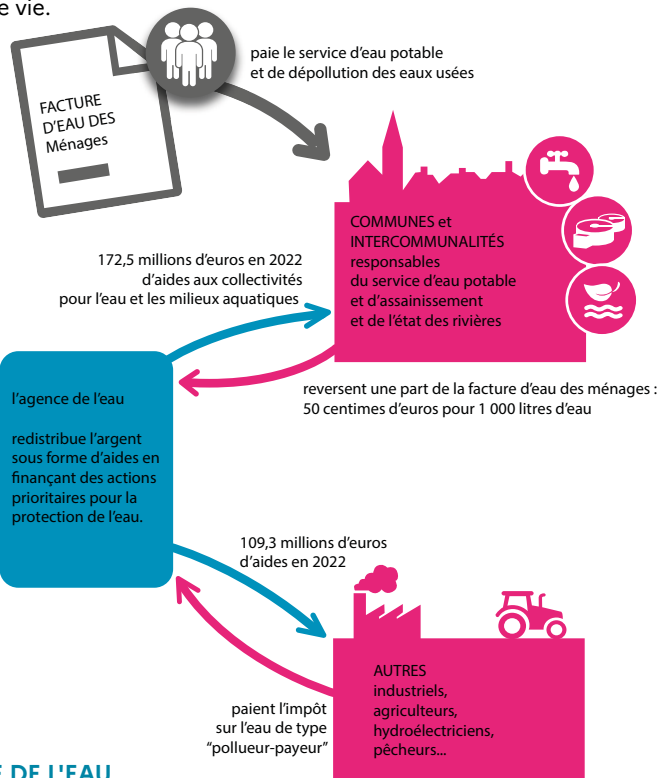 e vie.
paie le service d'eau potable
et de dépollution des eaux usées
FACTURE
D'EAU DES
Ménages
COMMUNES et
INTERCOMMUNALITÉS
responsables
du service d'eau potable
et d'assainissement
et de l'état des rivières
172,5 millions d'euros en 2022
d'aides aux collectivités
pour l'eau et les milieux aquatiques
reversent une part de la facture d'eau des ménages :
50 centimes d'euros pour 1 000 litres d'eau
l'agence de l'eau
redistribue l'argent
sous forme d'aides en
finançant des actions
prioritaires pour la
protection de l'eau.
109,3 millions d'euros
d'aides en 2022
AUTRES
industriels,
agriculteurs,
hydroélectriciens,
pêcheurs...
paient l'impôt
sur l'eau de type
"pollueur-payeur"
E DE L'EAU